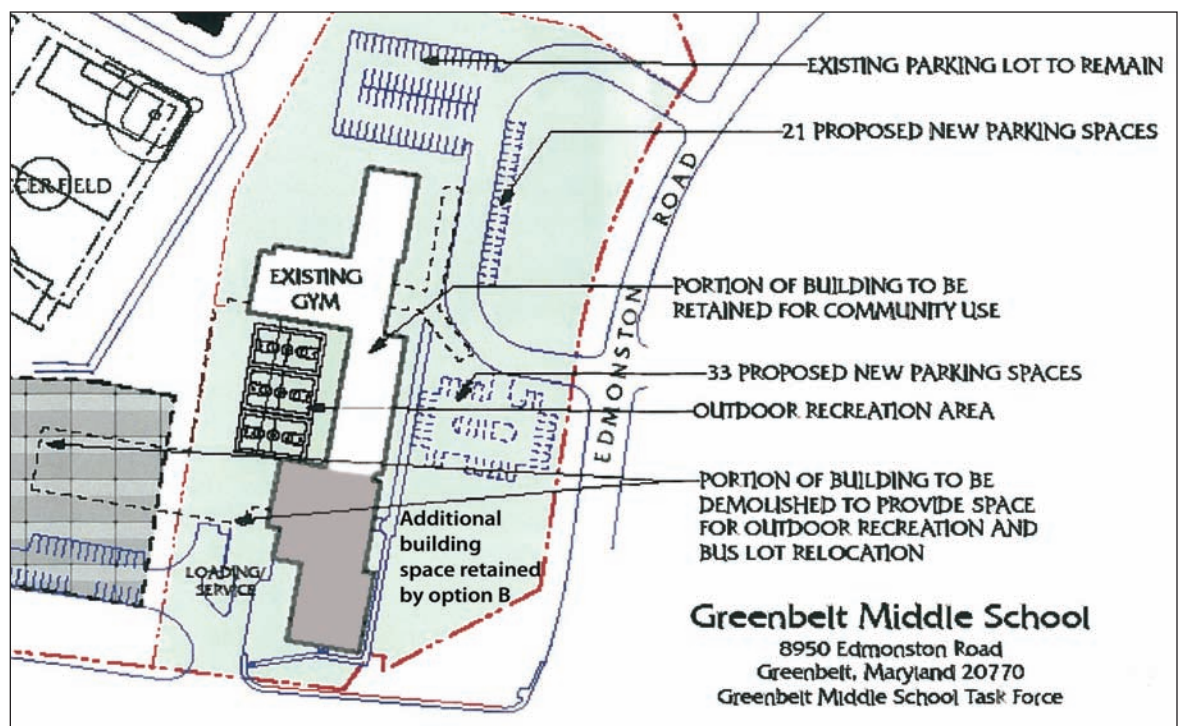 EXISTING PARKING LOT TO REMAIN
21 PROPOSED NEW PARKING SPACES
CER FIELD
EDMONSTON ROAD
EXISTING
GYM
PORTION OF BUILDING TO BE
RETAINED FOR COMMUNITY USE
33 PROPOSED NEW PARKING SPACES
OUTDOOR RECREATION AREA
EDMONSTON
PORTION OF BUILDING TO BE
DEMOLISHED TO PROVIDE SPACE
FOR OUTDOOR RECREATION AND
BUS LOT RELOCATION
Additional
building
space retained
by option B
LOADING/
SERVICE
Greenbelt Middle School
8950 Edmonston Road
Greenbelt, Maryland 20770
Greenbelt Middle School Task Force